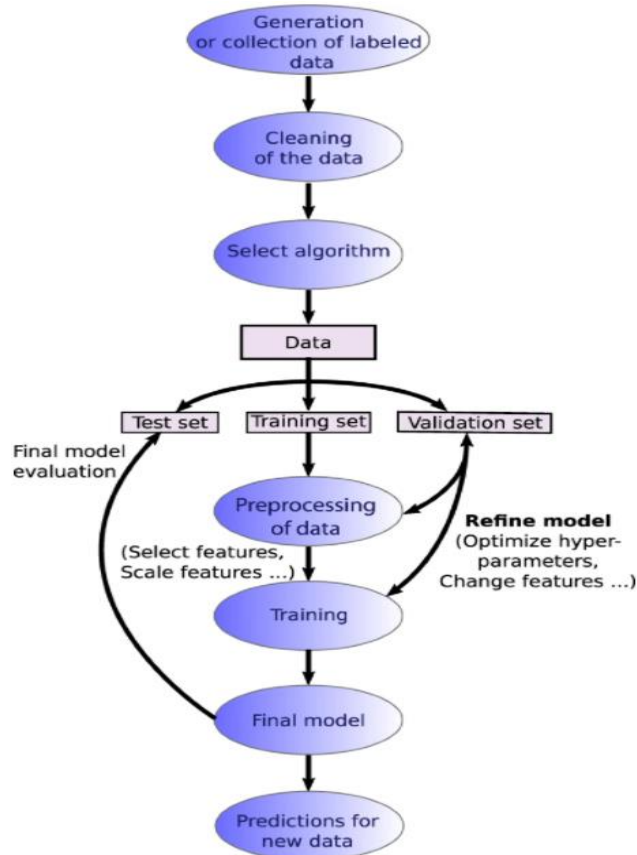 Generation
or collection of labeled
data
Cleaning
of the data
Select algorithm
Data
Test set
Training set
Validation set
Final model
evaluation
Preprocessing
of data
(Select features,
Scale features ...)
Refine model
(Optimize hyper-
parameters,
Change features ...)
Training
Final model
Predictions for
new data